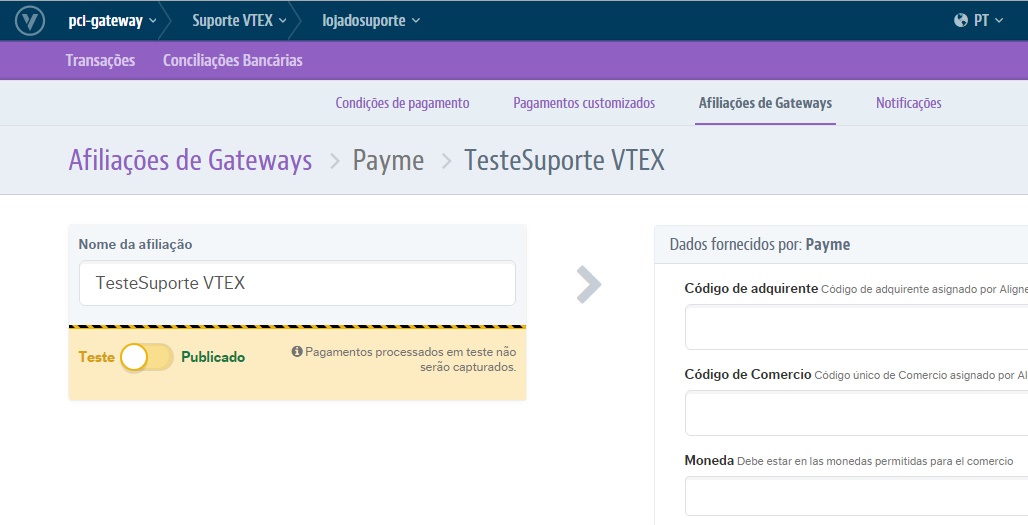 pci-gateway Suporte VTEX lojadosuporte PT
Transações Conciliações Bancárias
Condições de pagamento Pagamentos customizados Afiliações de Gateways Notificações
Afiliações de Gateways Payme TesteSuporte VTEX
Nome da afiliação
TesteSuporte VTEX
Teste Publicado
Pagamentos processados em teste não
serão capturados.
Dados fornecidos por: Payme
Código de adquirente Código de adquirente asignado por Aligne
Código de Comercio Código único de Comercio asignado por Al
Moneda Debe estar en las monedas permitidas para el comercio